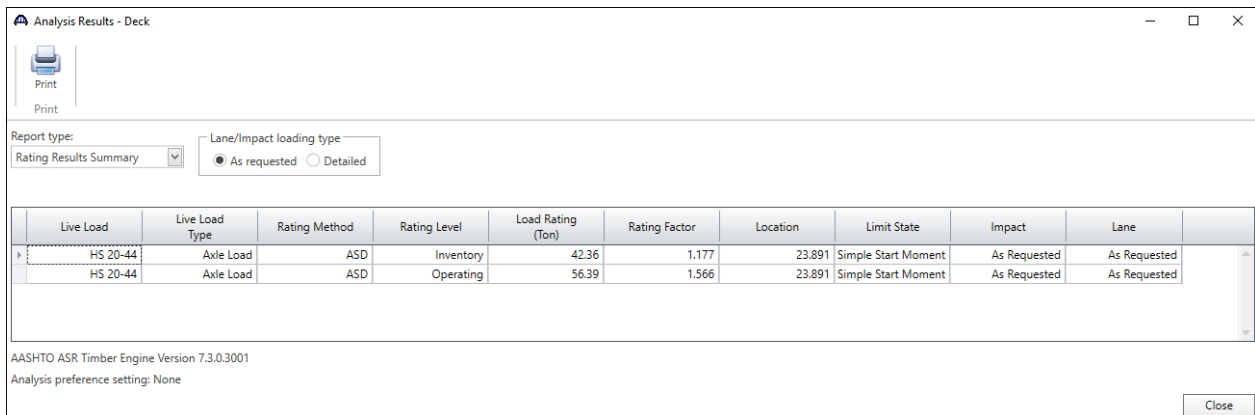 Analysis Results - Deck
Print
Print
Report type:
Lane/Impact loading type
Rating Results Summary
As requested Detailed
Live Load Live Load Type Rating Method Rating Level Load Rating (Ton) Rating Factor Location Limit State Impact Lane
HS 20-44 Axle Load ASD Inventory 42.36 1.177 23.891 Simple Start Moment As Requested As Requested
HS 20-44 Axle Load ASD Operating 56.39 1.566 23.891 Simple Start Moment As Requested As Requested
AASHTO ASR Timber Engine Version 7.3.0.3001
Analysis preference setting: None
Close